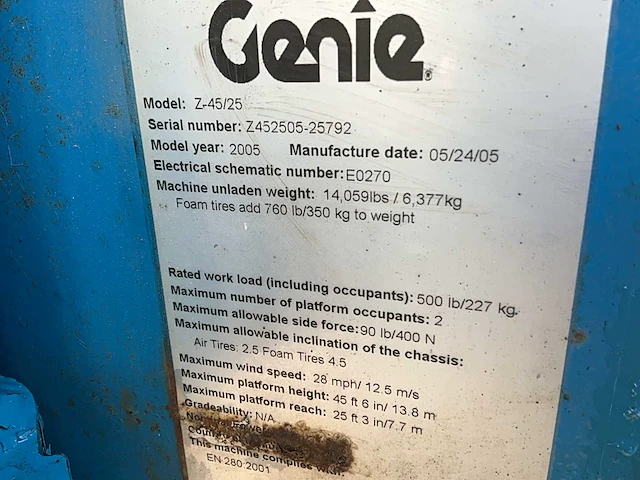 Genie
Model: Z-45/25
Serial number: Z452505-25792
Model year: 2005 Manufacture date: 05/24/05
Electrical schematic number: E0270
Machine unladen weight: 14,059lbs / 6,377kg
Foam tires add 760 lb/350 kg to weight
Rated work load (including occupants): 500 lb/227 kg
Maximum number of platform occupants: 2
Maximum allowable side force: 90 lb/400 N
Maximum allowable inclination of the chassis:
Air Tires: 2.5 Foam Tires 4.5
Maximum wind speed: 28 mph/ 12.5 m/s
Maximum platform height: 45 ft 6 in/ 13.8 m
Maximum platform reach: 25 ft 3 in/7.7 m
Gradeability: N/A
This machine complies with:
EN 280:2001